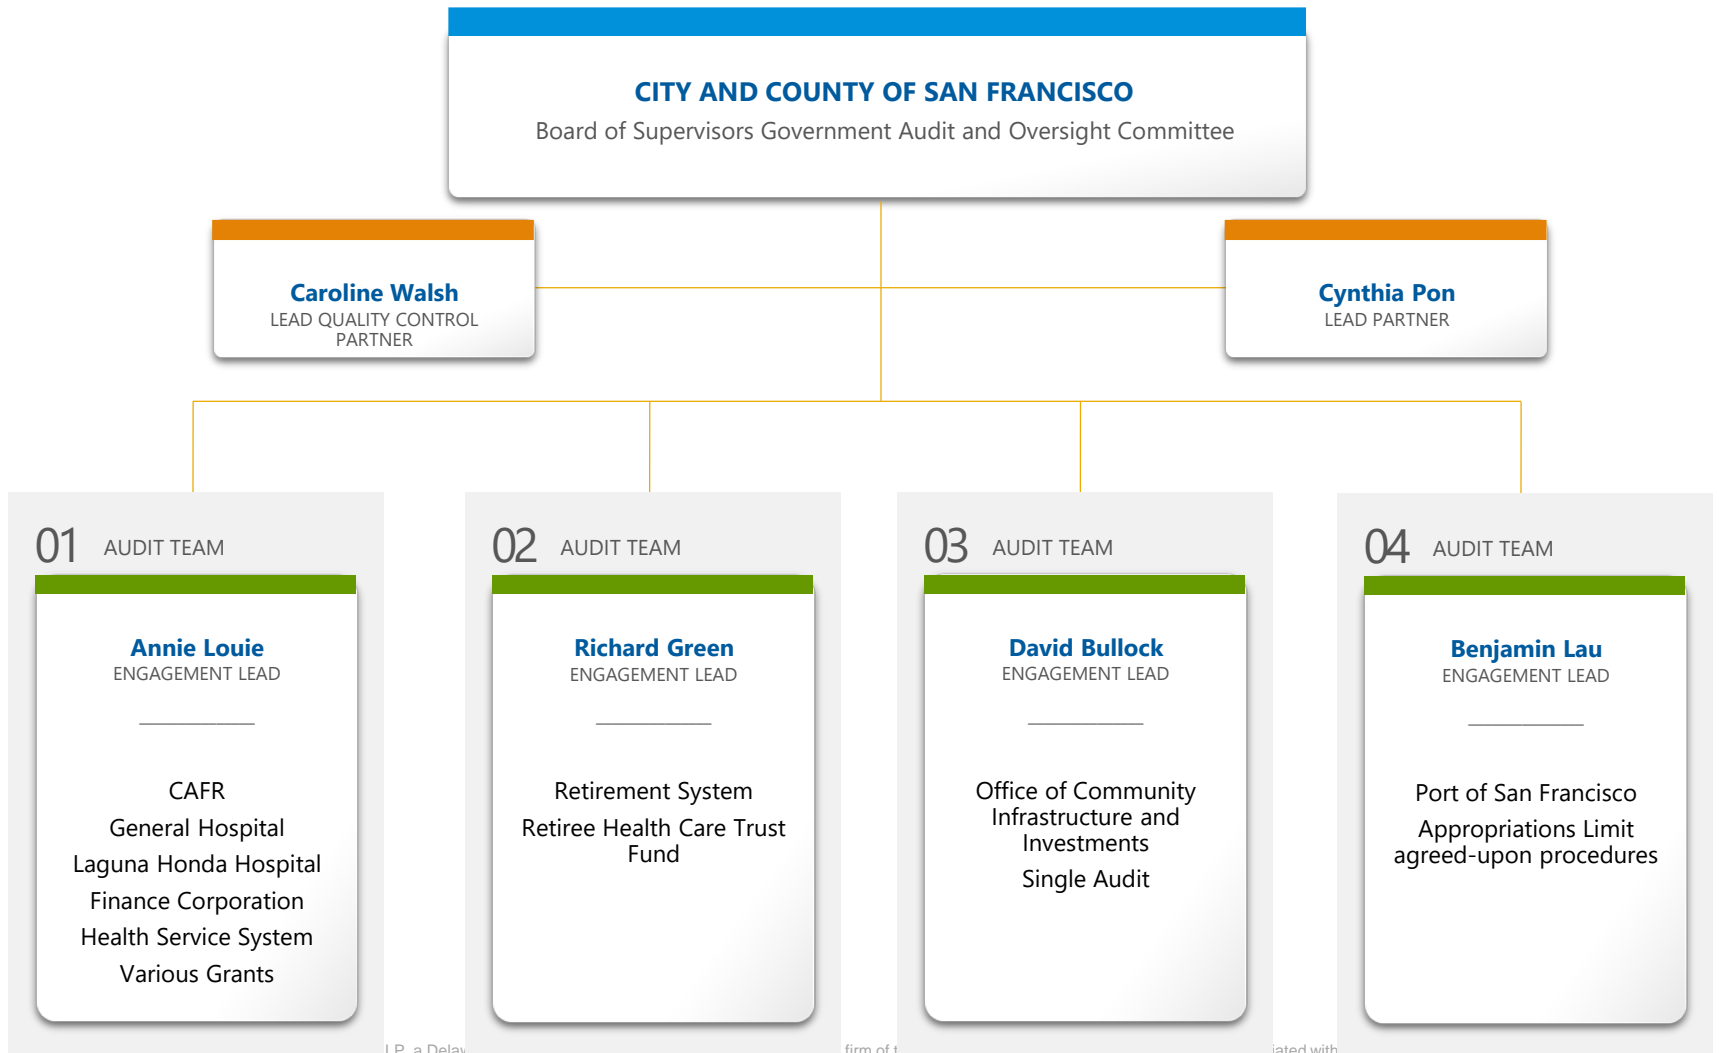 CITY AND COUNTY OF SAN FRANCISCO
Board of Supervisors Government Audit and Oversight Committee
Caroline Walsh
LEAD QUALITY CONTROL
PARTNER
Cynthia Pon
LEAD PARTNER
01 AUDIT TEAM
Annie Louie
ENGAGEMENT LEAD
CAFR
General Hospital
Laguna Honda Hospital
Finance Corporation
Health Service System
Various Grants
02 AUDIT TEAM
Richard Green
ENGAGEMENT LEAD
Retirement System
Retiree Health Care Trust
Fund
03 AUDIT TEAM
David Bullock
ENGAGEMENT LEAD
Office of Community
Infrastructure and
Investments
Single Audit
04 AUDIT TEAM
Benjamin Lau
ENGAGEMENT LEAD
Port of San Francisco
Appropriations Limit
agreed-upon procedures
firm of
with